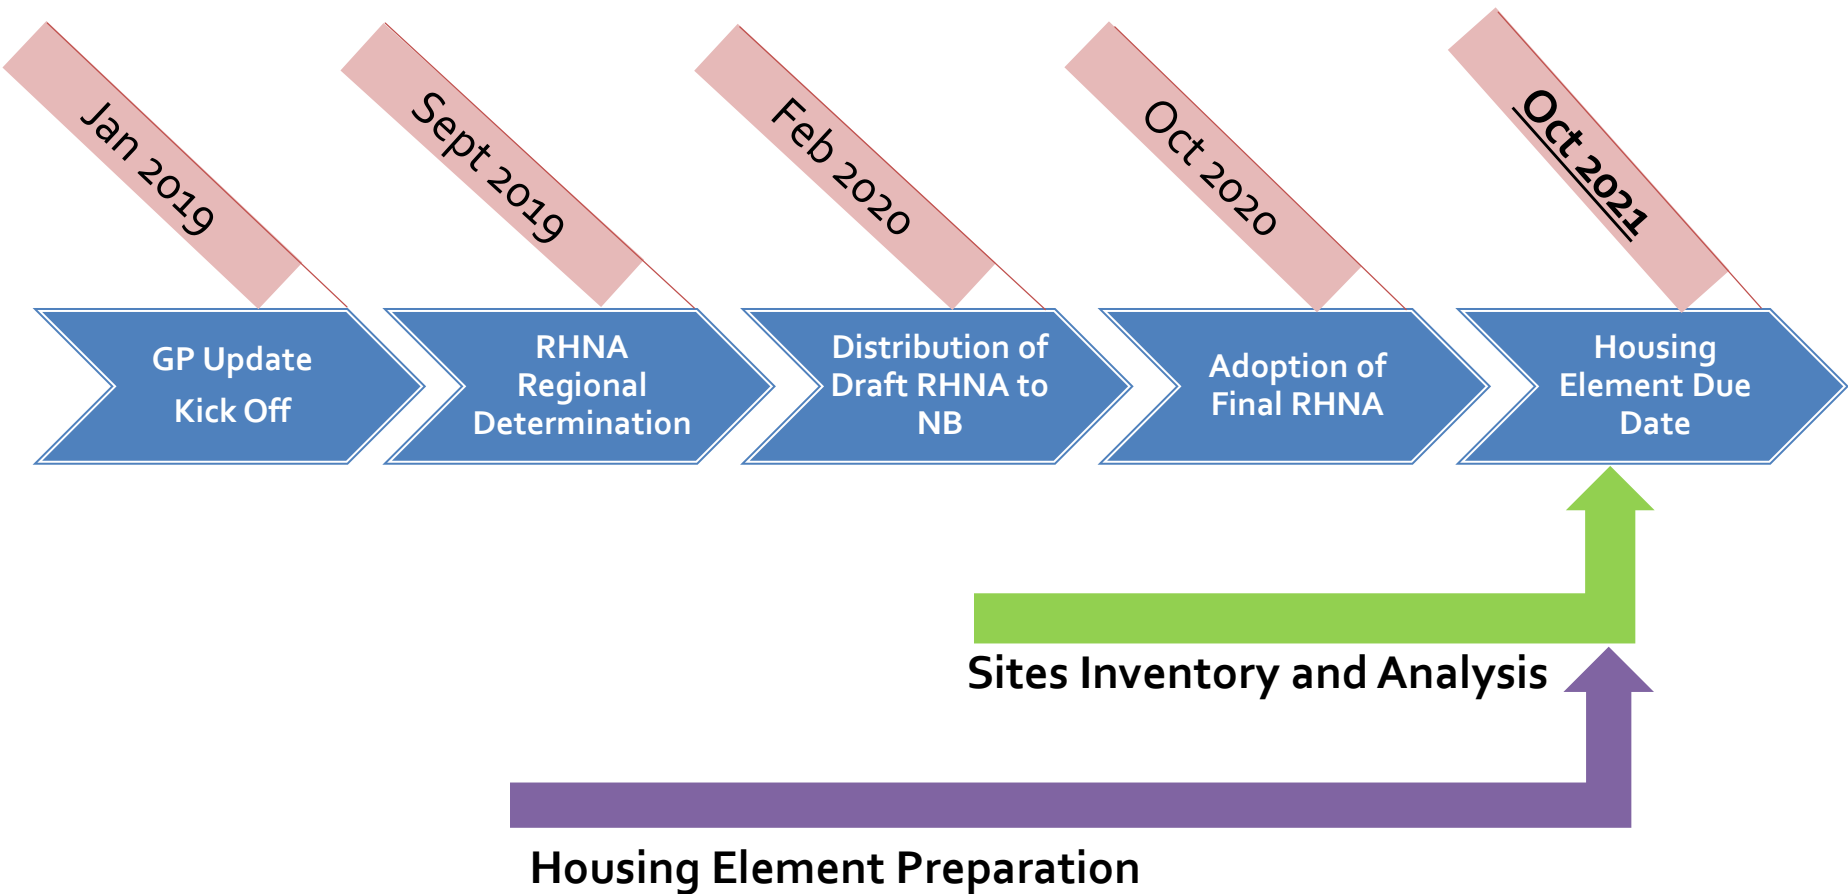 Jan 2019
Sept 2019
Feb 2020
Oct 2020
Oct 2021
GP Update
Kick Off
RHNA
Regional
Determination
Distribution of
Draft RHNA to
NB
Adoption of
Final RHNA
Housing
Element Due
Date
Sites Inventory and Analysis
Housing Element Preparation